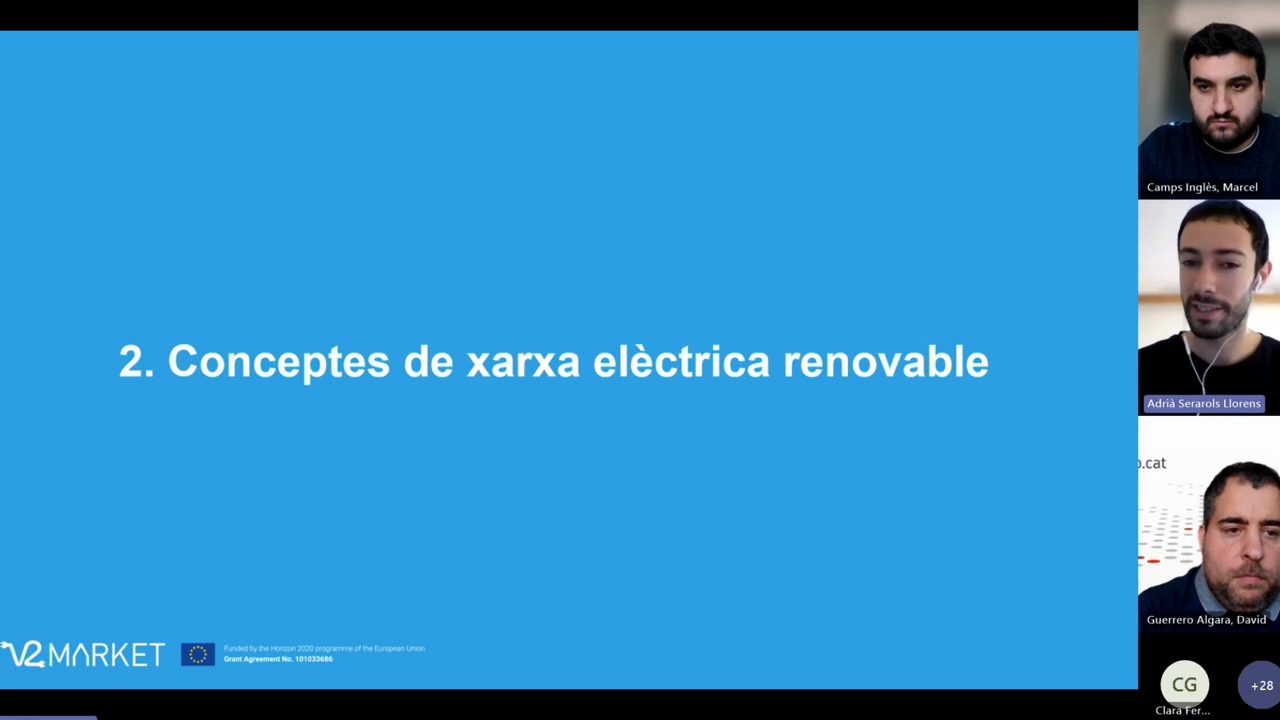 2. Conceptes de xarxa elèctrica renovable
V2MARKET
Funded by the Horizon 2020 programme of the European Union
Grant Agreement No. 101033686
Camps Inglès, Marcel
Adrià Serarols Llorens
o.cat
Guerrero Algara, David
CG
Clara Fer...
+28